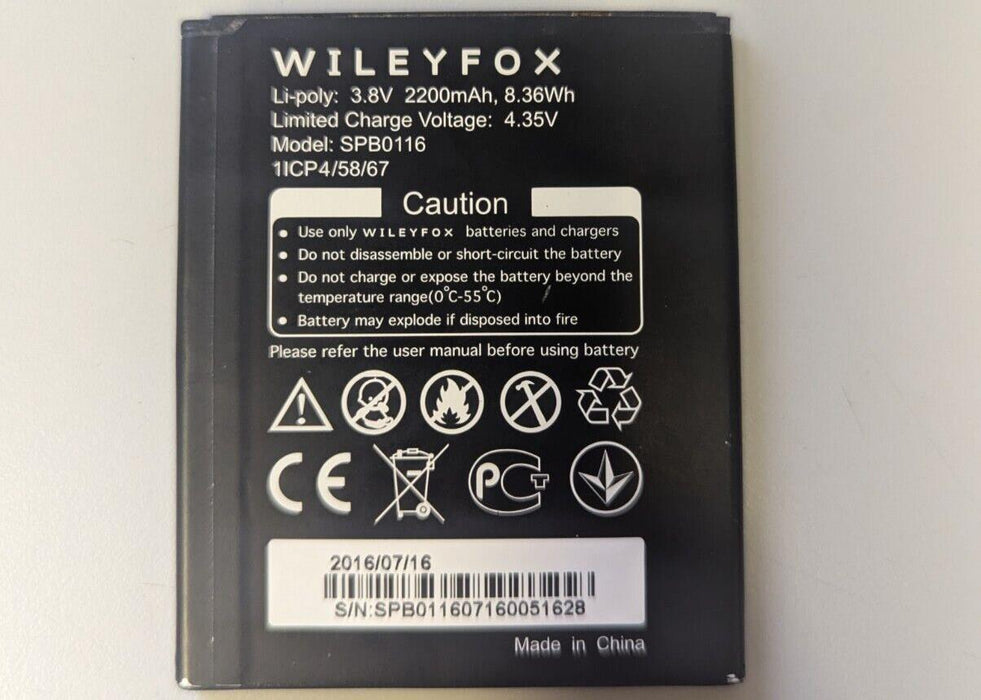 WILEYFOX
Li-poly: 3.8V 2200mAh, 8.36Wh
Limited Charge Voltage: 4.35V
Model: SPB0116
1ICP4/58/67
Caution
• Use only WILEYFOX batteries and chargers
• Do not disassemble or short-circuit the battery
• Do not charge or expose the battery beyond the
temperature range(0°C-55°C)
• Battery may explode if disposed into fire
Please refer the user manual before using battery
CE PCT
2016/07/16
S/N:SPB011607160051628
Made in China